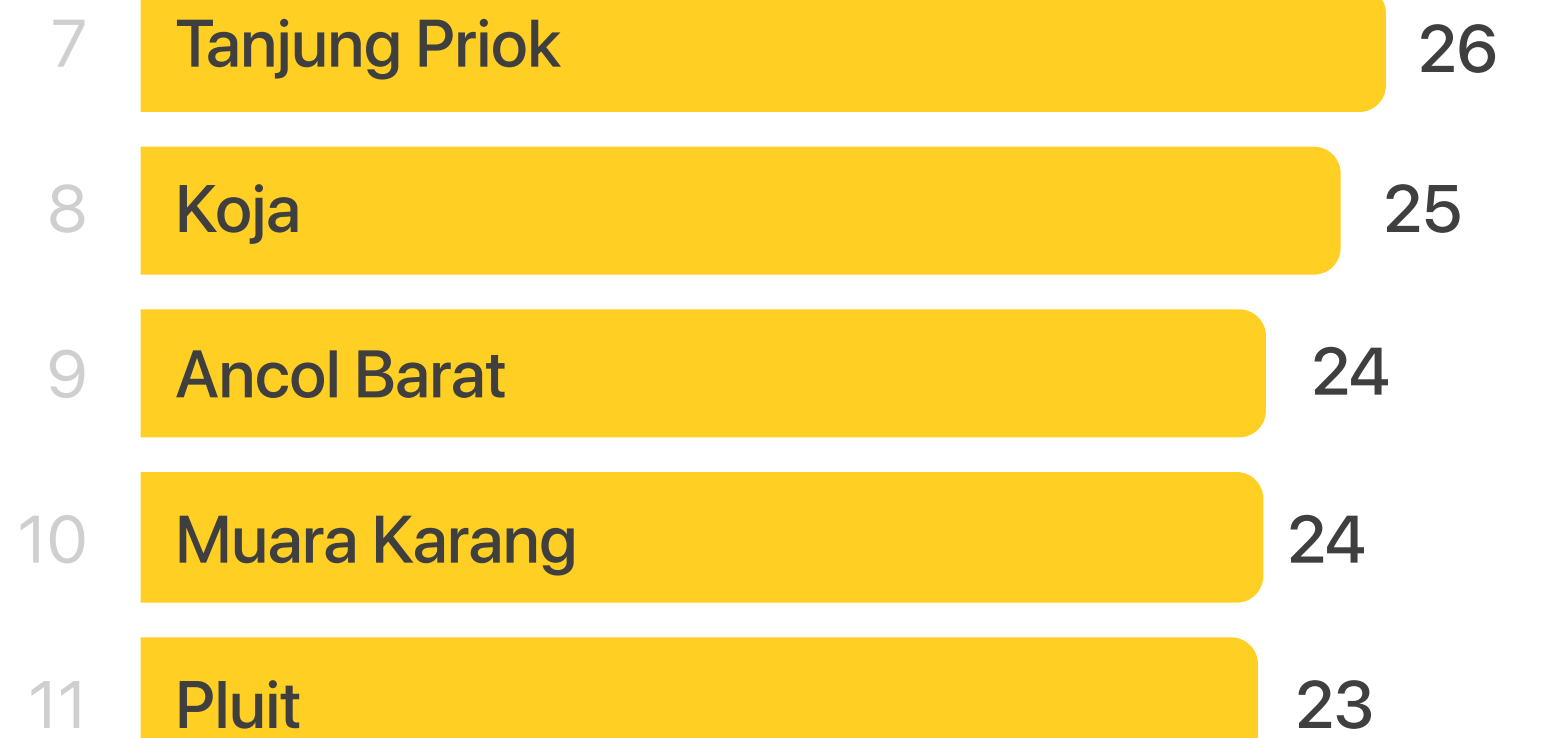 7 Tanjung Priok 26
8 Koja 25
9 Ancol Barat 24
10 Muara Karang 24
11 Pluit 23